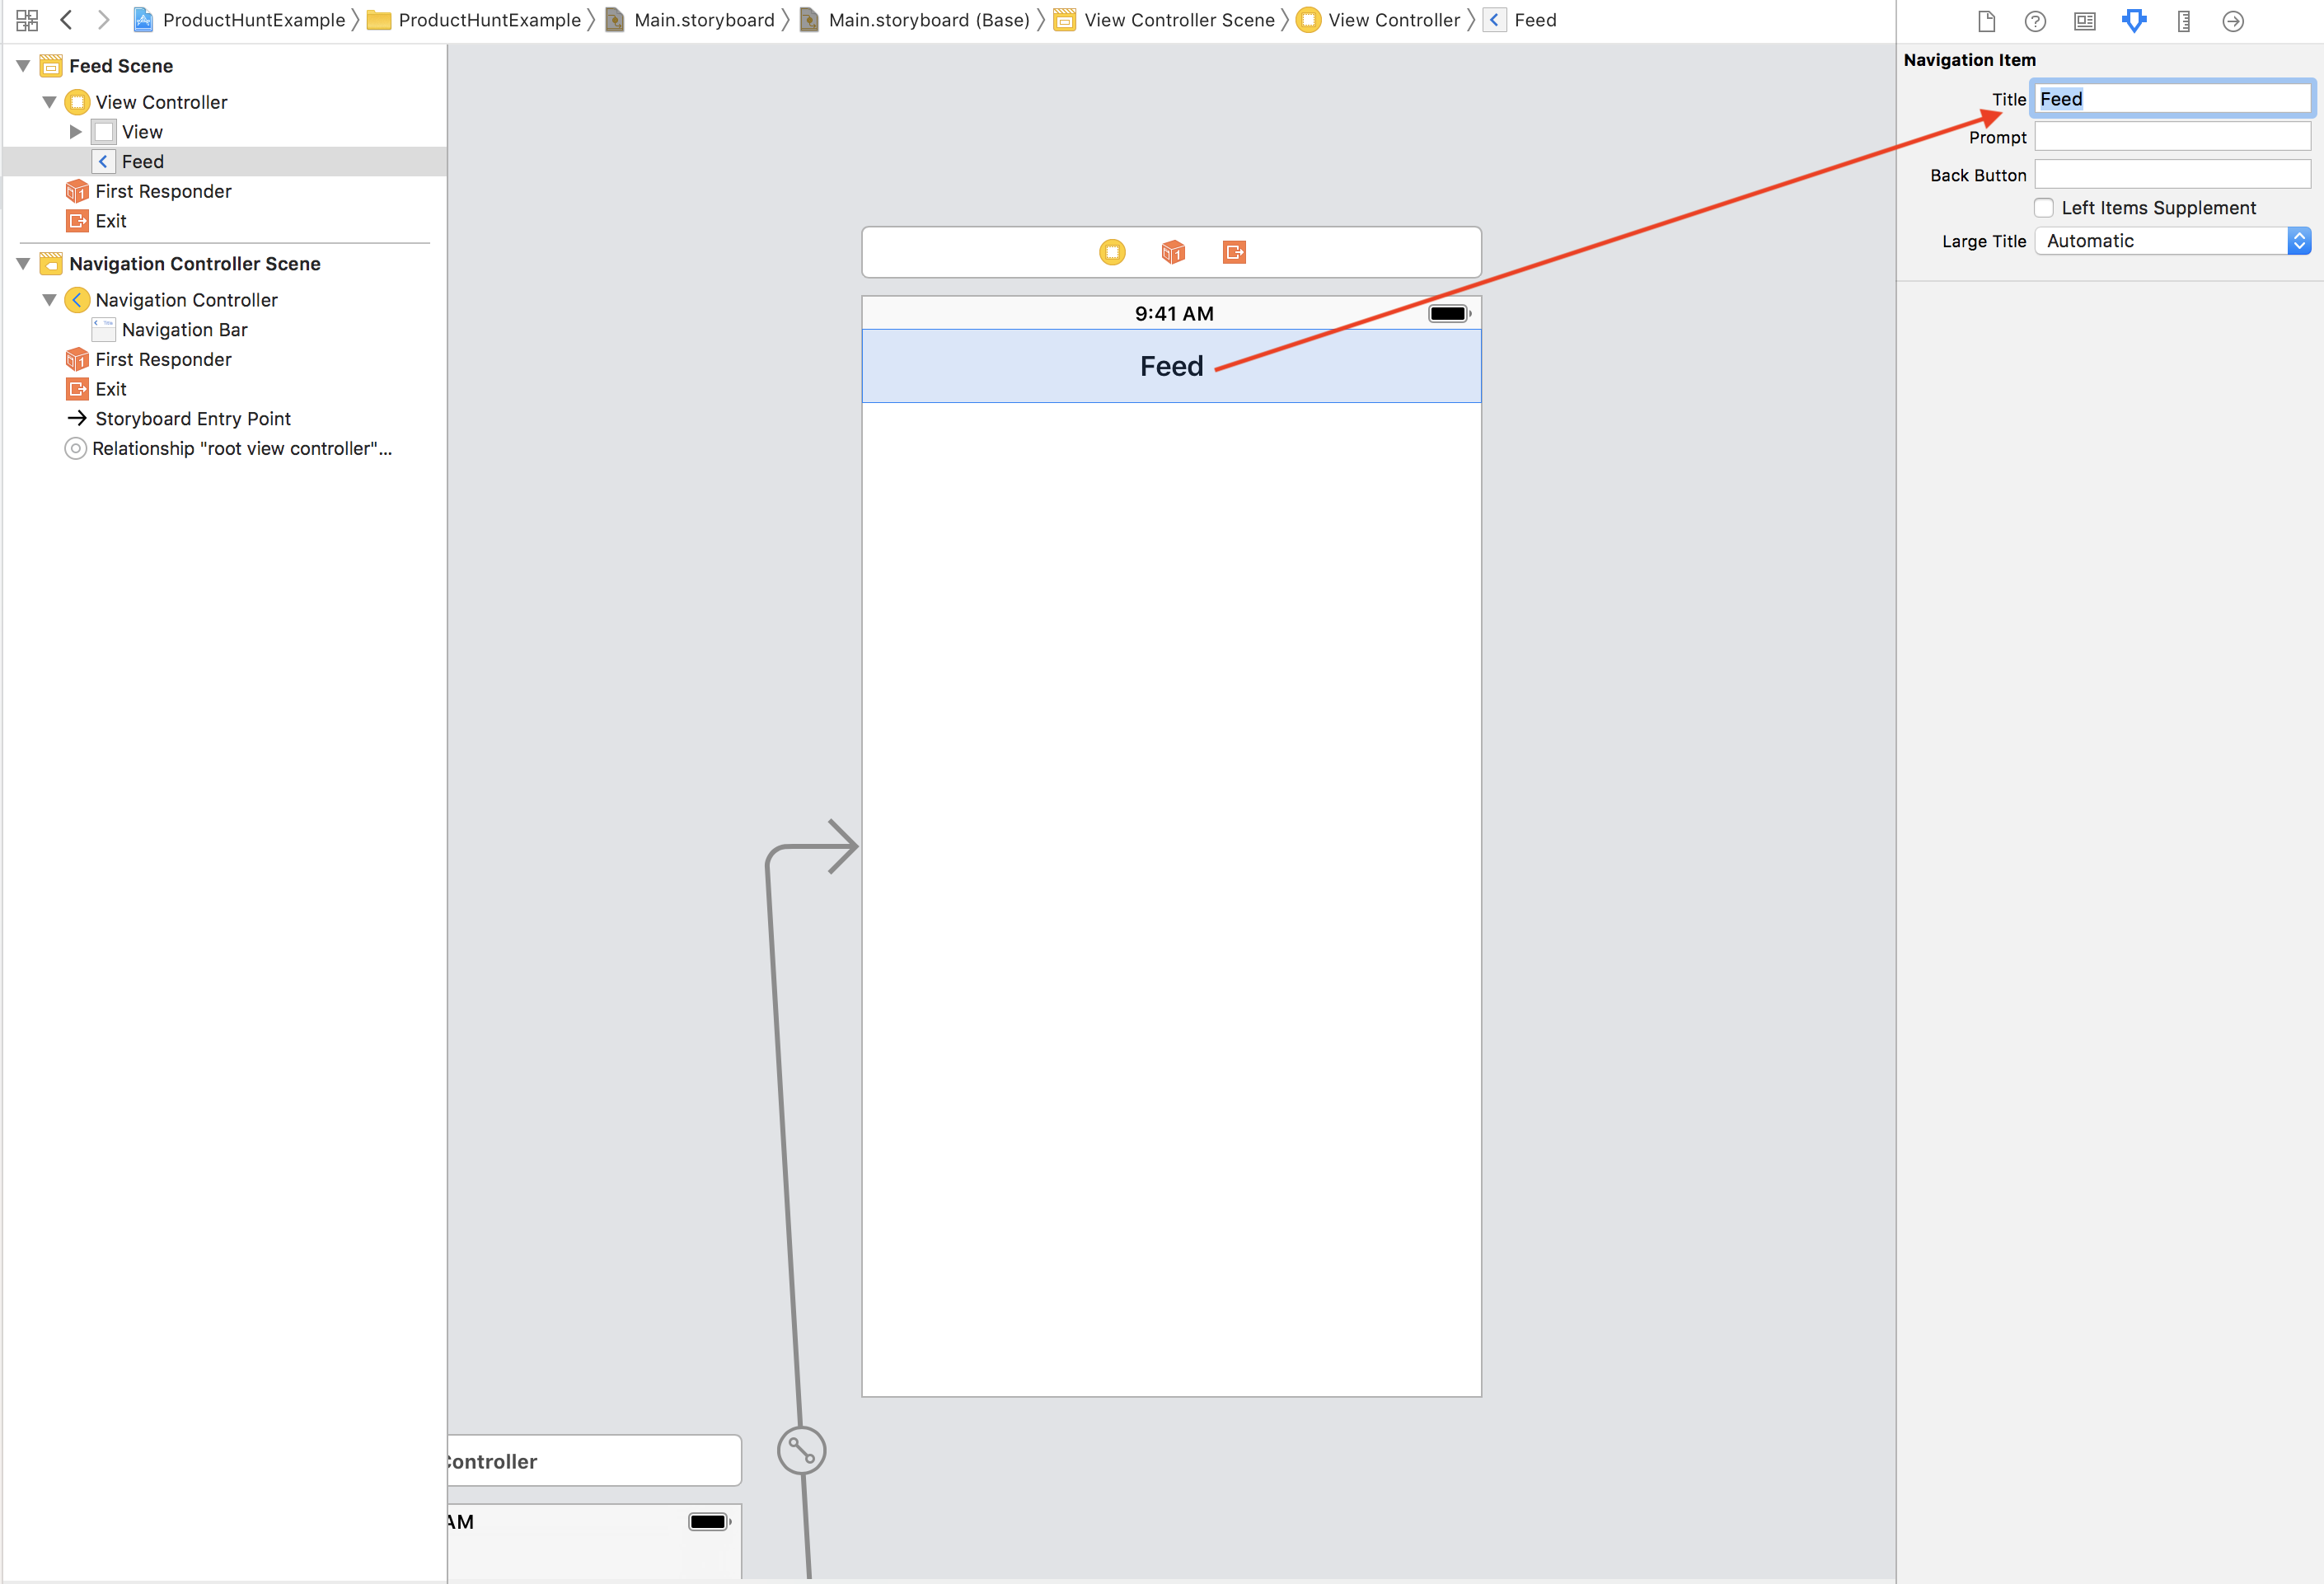 ProductHuntExample ProductHuntExample Main.storyboard Main.storyboard (Base) View Controller Scene View Controller Feed
Feed Scene
View Controller
View
Feed
First Responder
Exit
Navigation Controller Scene
Navigation Controller
Navigation Bar
First Responder
Exit
Storyboard Entry Point
Relationship "root view controller"...
9:41 AM
Feed
Controller
AM
Navigation Item
Title Feed
Prompt
Back Button
Left Items Supplement
Large Title Automatic